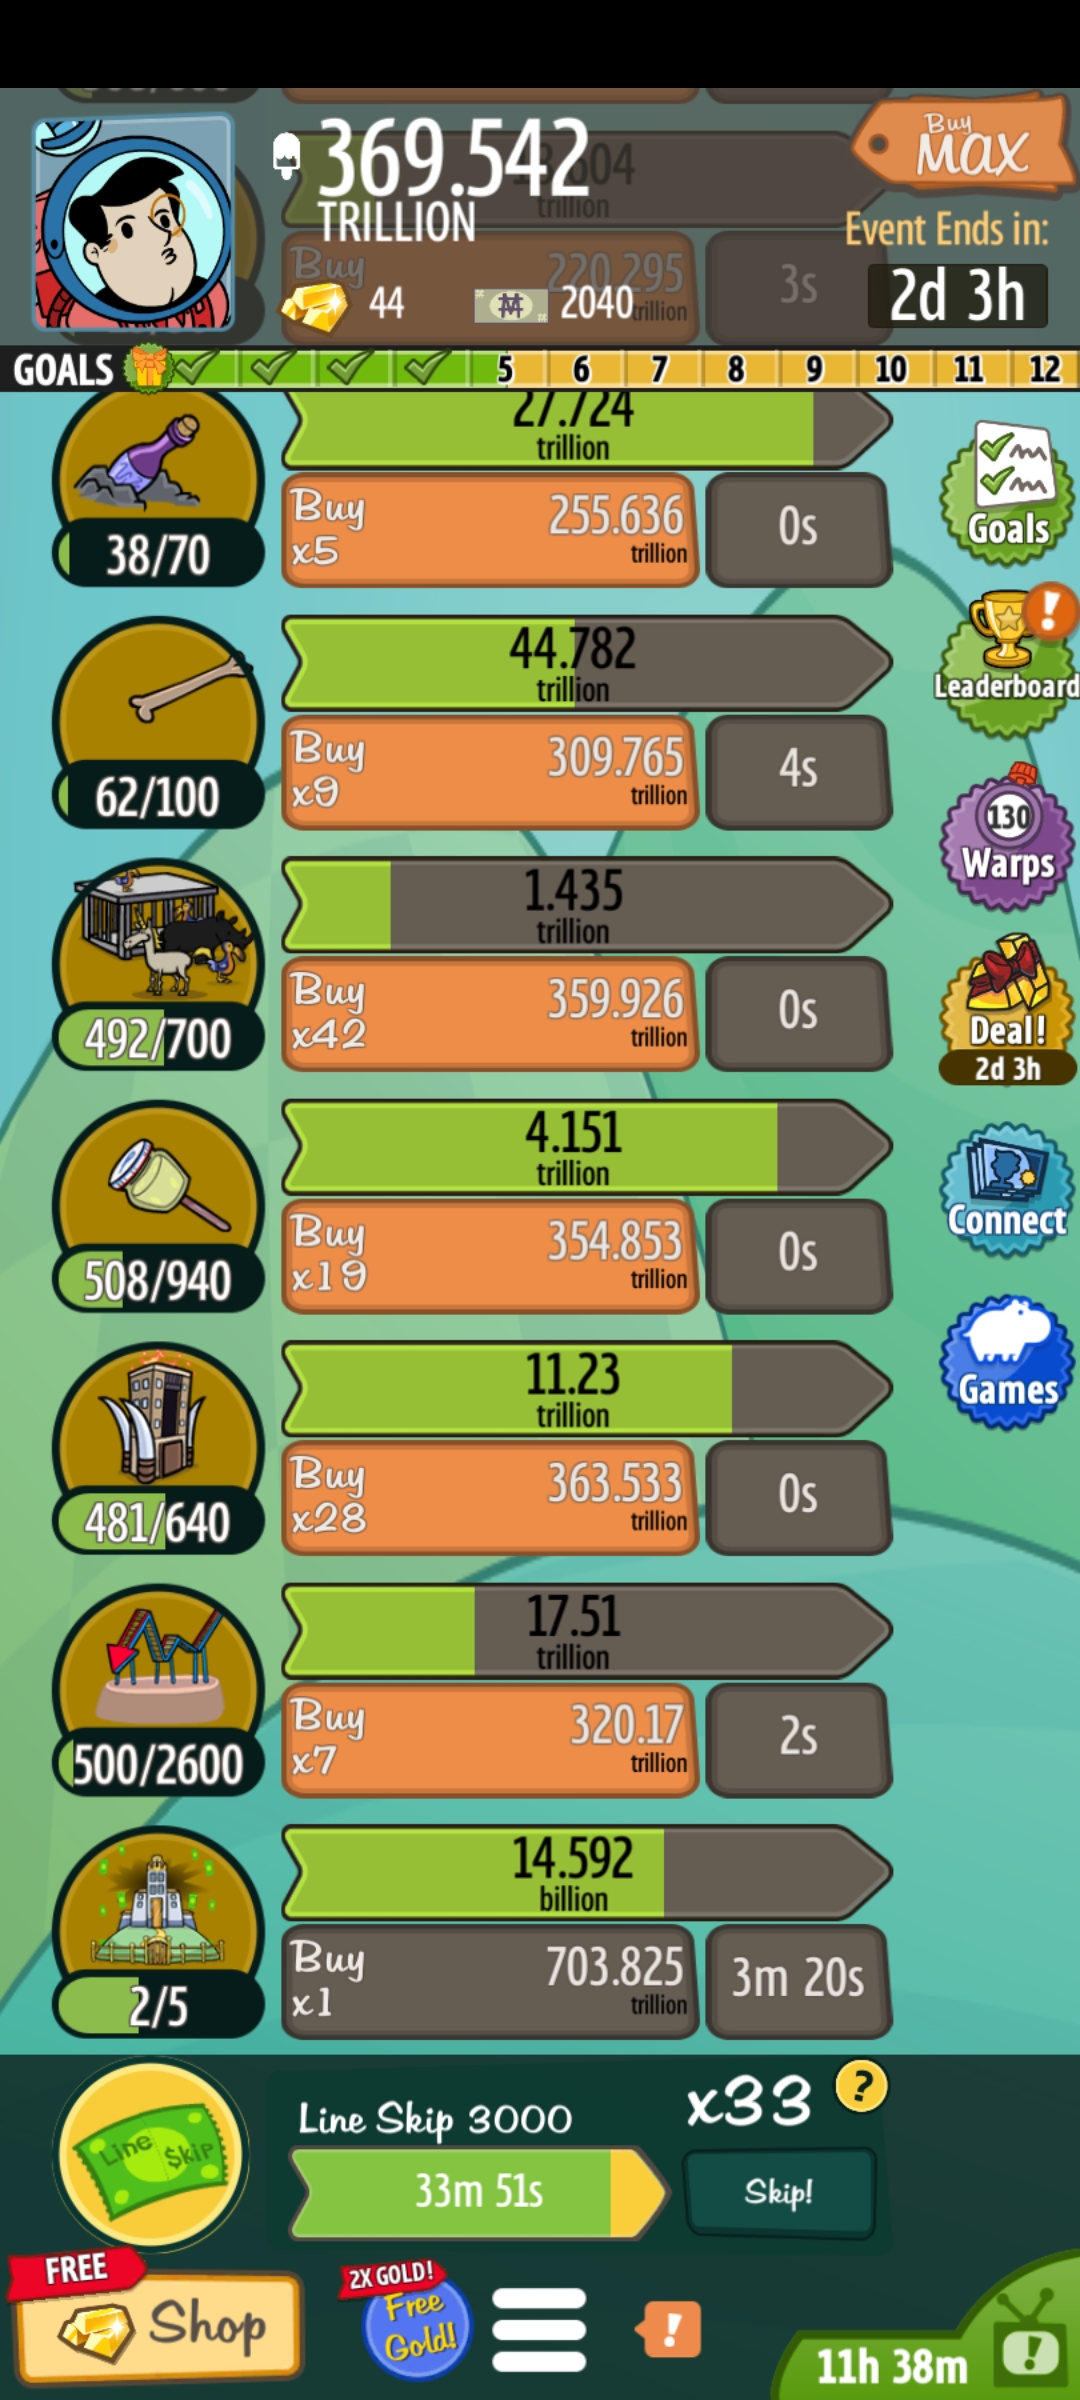 369.542
TRILLION
trillion
Buy
MAX
Event Ends in:
2d 3h
Buy
220.295
trillion
3s
44
2040
GOALS
5 6 7 8 9 10 11 12
27.724
trillion
38/70
Buy
x5
255.636
trillion
0s
Goals
44.782
trillion
62/100
Buy
x9
309.765
trillion
4s
!
Leaderboard
130
Warps
1.435
trillion
492/700
Buy
x42
359.926
trillion
0s
Deal!
2d 3h
4.151
trillion
508/940
Buy
x19
354.853
trillion
0s
Connect
11.23
trillion
481/640
Buy
x28
363.533
trillion
0s
Games
17.51
trillion
500/2600
Buy
x7
320.17
trillion
2s
14.592
billion
2/5
Buy
x1
703.825
trillion
3m 20s
Line $kip
Line Skip 3000
33m 51s
x33
?
Skip!
FREE
Shop
2X GOLD!
Free
Gold!
!
11h 38m
!